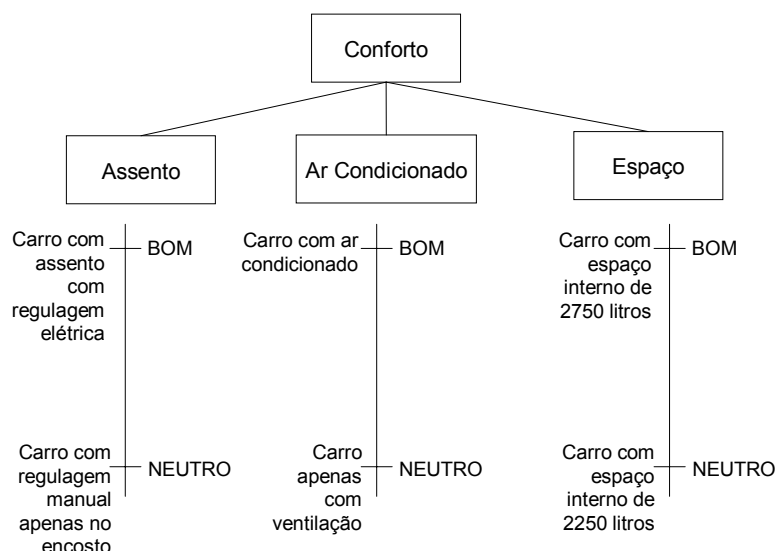 Conforto
Assento
Ar Condicionado
Espaço
Carro com
assento
com
regulagem
elétrica
BOM
Carro com ar
condicionado
BOM
Carro com
espaço
interno de
2750 litros
BOM
Carro com
regulagem
manual
apenas no
encosto
NEUTRO
Carro
apenas
com
ventilação
NEUTRO
Carro com
espaço
interno de
2250 litros
NEUTRO